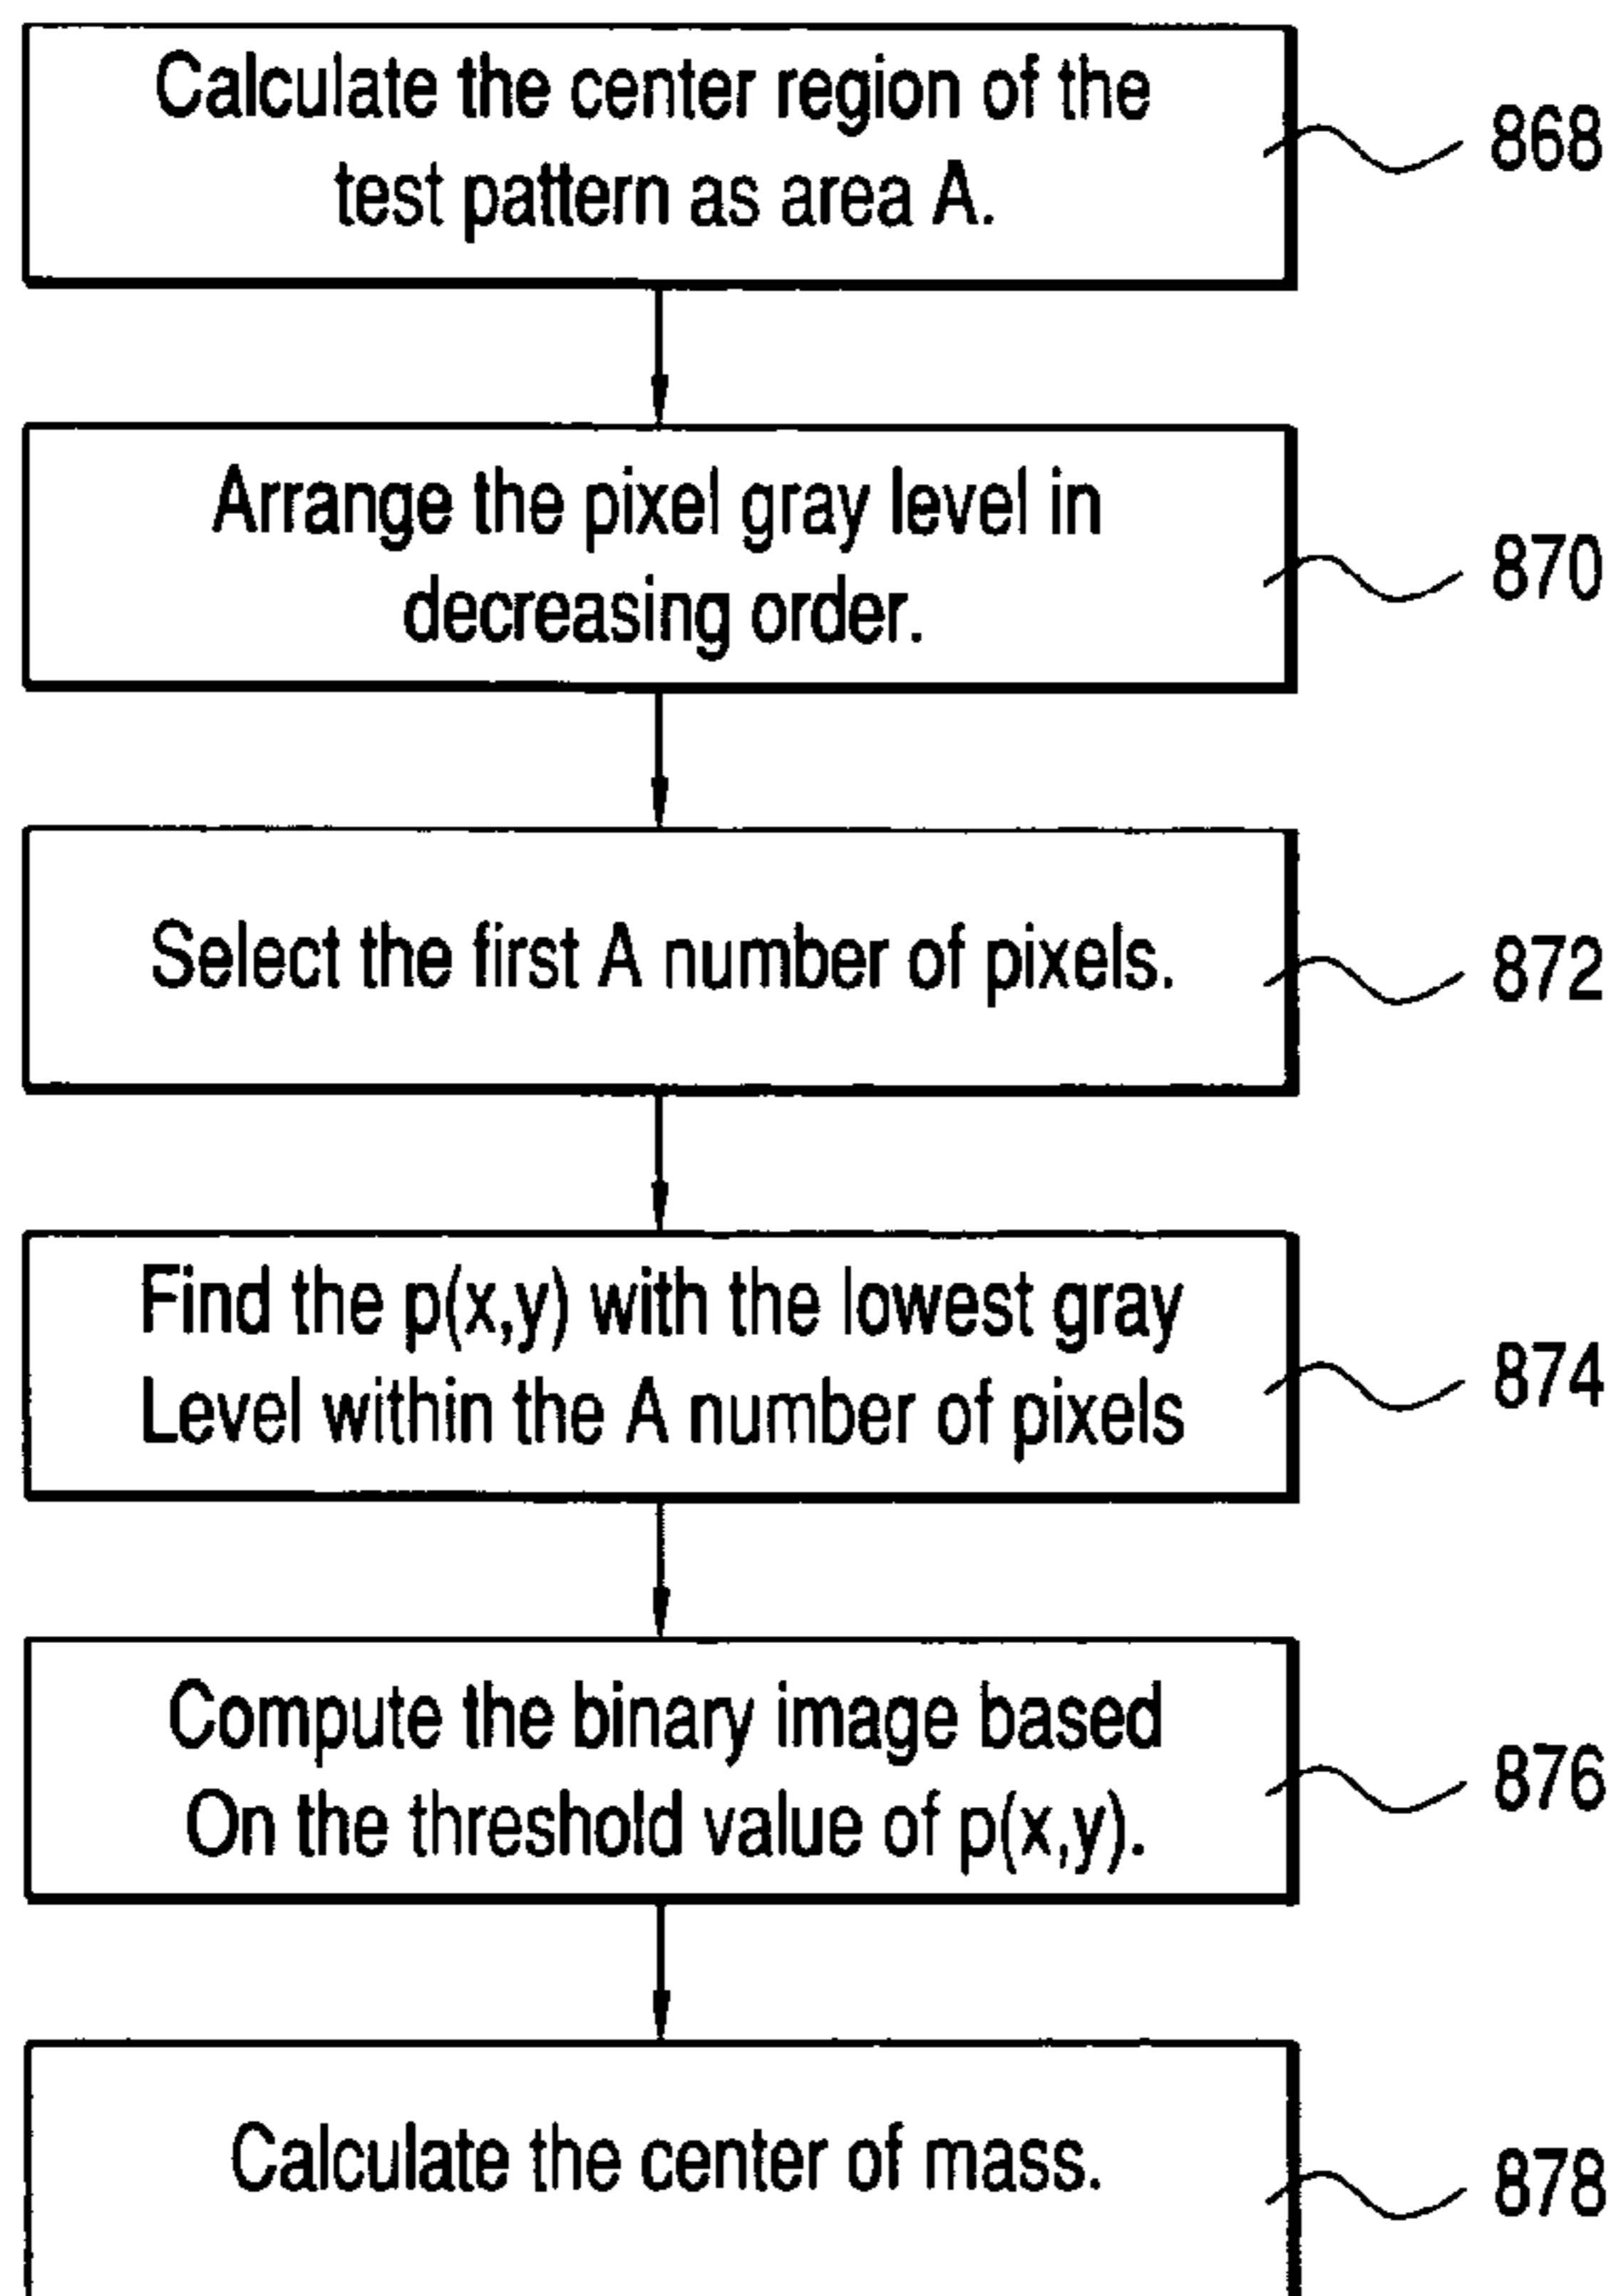 Calculate the center region of the
test pattern as area A.
868
Arrange the pixel gray level in
decreasing order.
870
Select the first A number of pixels.
872
Find the p(x,y) with the lowest gray
Level within the A number of pixels
874
Compute the binary image based
On the threshold value of p(x,y).
876
Calculate the center of mass.
878